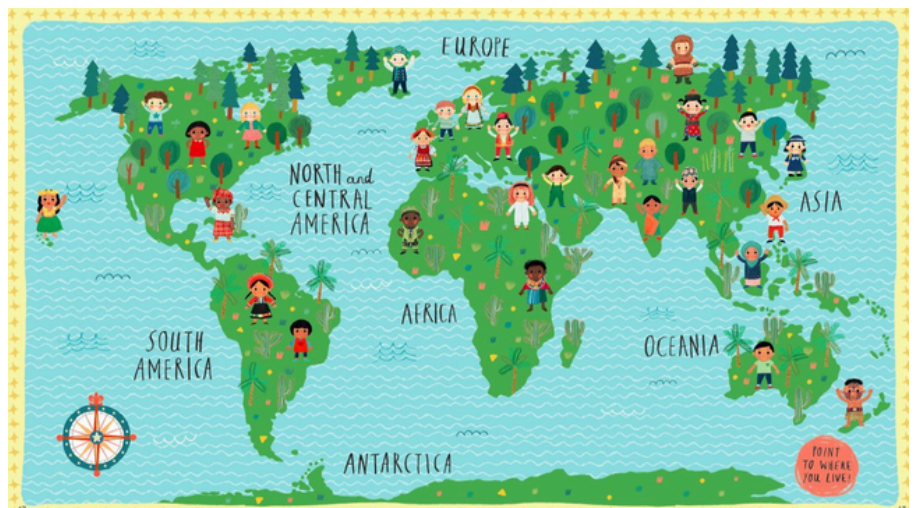 EUROPE
NORTH and
CENTRAL
AMERICA
ASIA
AFRICA
SOUTH
AMERICA
OCEANIA
ANTARCTICA
POINT
TO WHERE
YOU LIVE!